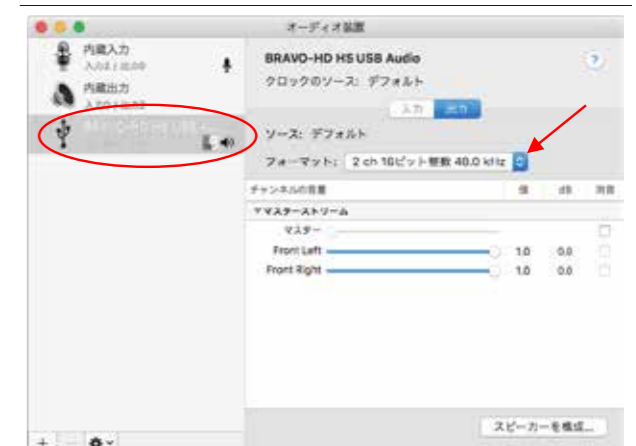 オーディオ装置
内蔵入力
内蔵出力
BRAVO-HD HS USB Audio
?
クロックのソース: デフォルト
入力 出力
ソース: デフォルト
フォーマット: 2 ch 16ビット整数 48.0 kHz
チャンネルの音量 値 dB 消音
▼マスターストリーム
マスター
Front Left 1.0 0.0
Front Right 1.0 0.0
スピーカーを構成...
+ −